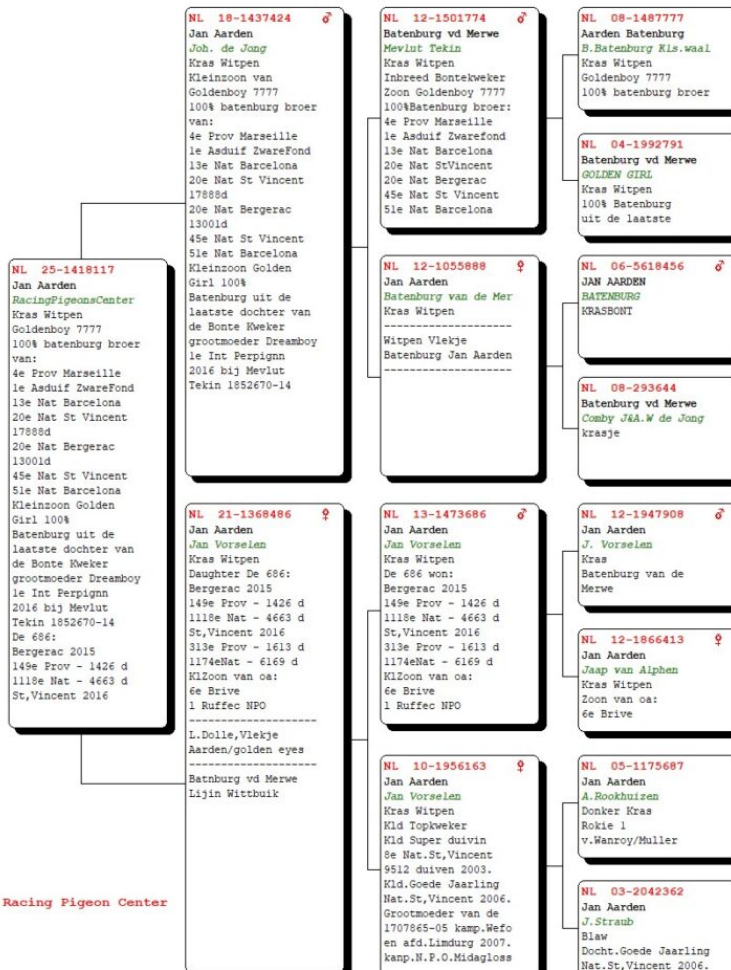 NL 25-1418117
Jan Aarden
RacingPigeonsCenter
Kras Witpen
Goldenboy 7777
100% batenburg broer
van:
4e Prov Marseille
1e Asduif ZwareFond
13e Nat Barcelona
20e Nat St Vincent
17888d
20e Nat Bergerac
13001d
45e Nat St Vincent
51e Nat Barcelona
Kleinzoon Golden
Girl 100%
Batenburg uit de
laatste dochter van
de Bonte Kweker
grootmoeder Dreamboy
1e Int Perpignn
2016 bij Mevlut
Tekin 1852670-14
De 686:
Bergerac 2015
149e Prov - 1426 d
1118e Nat - 4663 d
St,Vincent 2016
Racing Pigeon Center
NL 18-1437424 ♂
Jan Aarden
Joh. de Jong
Kras Witpen
Kleinzoon van
Goldenboy 7777
100% batenburg broer
van:
4e Prov Marseille
1e Asduif ZwareFond
13e Nat Barcelona
20e Nat St Vincent
17888d
20e Nat Bergerac
13001d
45e Nat St Vincent
51e Nat Barcelona
Kleinzoon Golden
Girl 100%
Batenburg uit de
laatste dochter van
de Bonte Kweker
grootmoeder Dreamboy
1e Int Perpignn
2016 bij Mevlut
Tekin 1852670-14
NL 21-1368486 ♀
Jan Aarden
Jan Vorselen
Kras Witpen
Daughter De 686:
Bergerac 2015
149e Prov - 1426 d
1118e Nat - 4663 d
St,Vincent 2016
313e Prov - 1613 d
1174eNat - 6169 d
KlZoon van oa:
6e Brive
1 Ruffec NPO
--------------------
L.Dolle,Vlekje
Aarden/golden eyes
--------------------
Batnburg vd Merwe
Lijin Wittbuik
NL 12-1501774 ♂
Batenburg vd Merwe
Mevlut Tekin
Kras Witpen
Inbreed Bontekweker
Zoon Goldenboy 7777
100%Batenburg broer:
4e Prov Marseille
1e Asduif Zwarefond
13e Nat Barcelona
20e Nat StVincent
20e Nat Bergerac
45e Nat St Vincent
51e Nat Barcelona
NL 12-1055888 ♀
Jan Aarden
Batenburg van de Mer
Kras Witpen
--------------------
Witpen Vlekje
Batenburg Jan Aarden
--------------------
NL 13-1473686 ♂
Jan Aarden
Jan Vorselen
Kras Witpen
De 686 won:
Bergerac 2015
149e Prov - 1426 d
1118e Nat - 4663 d
St,Vincent 2016
313e Prov - 1613 d
1174eNat - 6169 d
KlZoon van oa:
6e Brive
1 Ruffec NPO
NL 10-1956163 ♀
Jan Aarden
Jan Vorselen
Kras Witpen
Kld Topkweker
Kld Super duivin
8e Nat.St,Vincent
9512 duiven 2003.
Kld.Goede Jaarling
Nat.St,Vincent 2006.
Grootmoeder van de
1707865-05 kamp.Wefo
en afd.Limdurg 2007.
kanp.N.P.O.Midagloss
NL 08-1487777
Aarden Batenburg
B.Batenburg Kls.waal
Kras Witpen
Goldenboy 7777
100% batenburg broer
NL 04-1992791
Batenburg vd Merwe
GOLDEN GIRL
Kras Witpen
100% Batenburg
uit de laatste
NL 06-5618456 ♂
JAN AARDEN
BATENBURG
KRASBONT
NL 08-293644
Batenburg vd Merwe
Comby J&A.W de Jong
krasje
NL 12-1947908 ♂
Jan Aarden
J. Vorselen
Kras
Batenburg van de
Merwe
NL 12-1866413 ♀
Jan Aarden
Jaap van Alphen
Kras Witpen
Zoon van oa:
6e Brive
NL 05-1175687
Jan Aarden
A.Rookhuizen
Donker Kras
Rokie 1
v.Wanroy/Muller
NL 03-2042362
Jan Aarden
J.Straub
Blaw
Docht.Goede Jaarling
Nat.St,Vincent 2006.